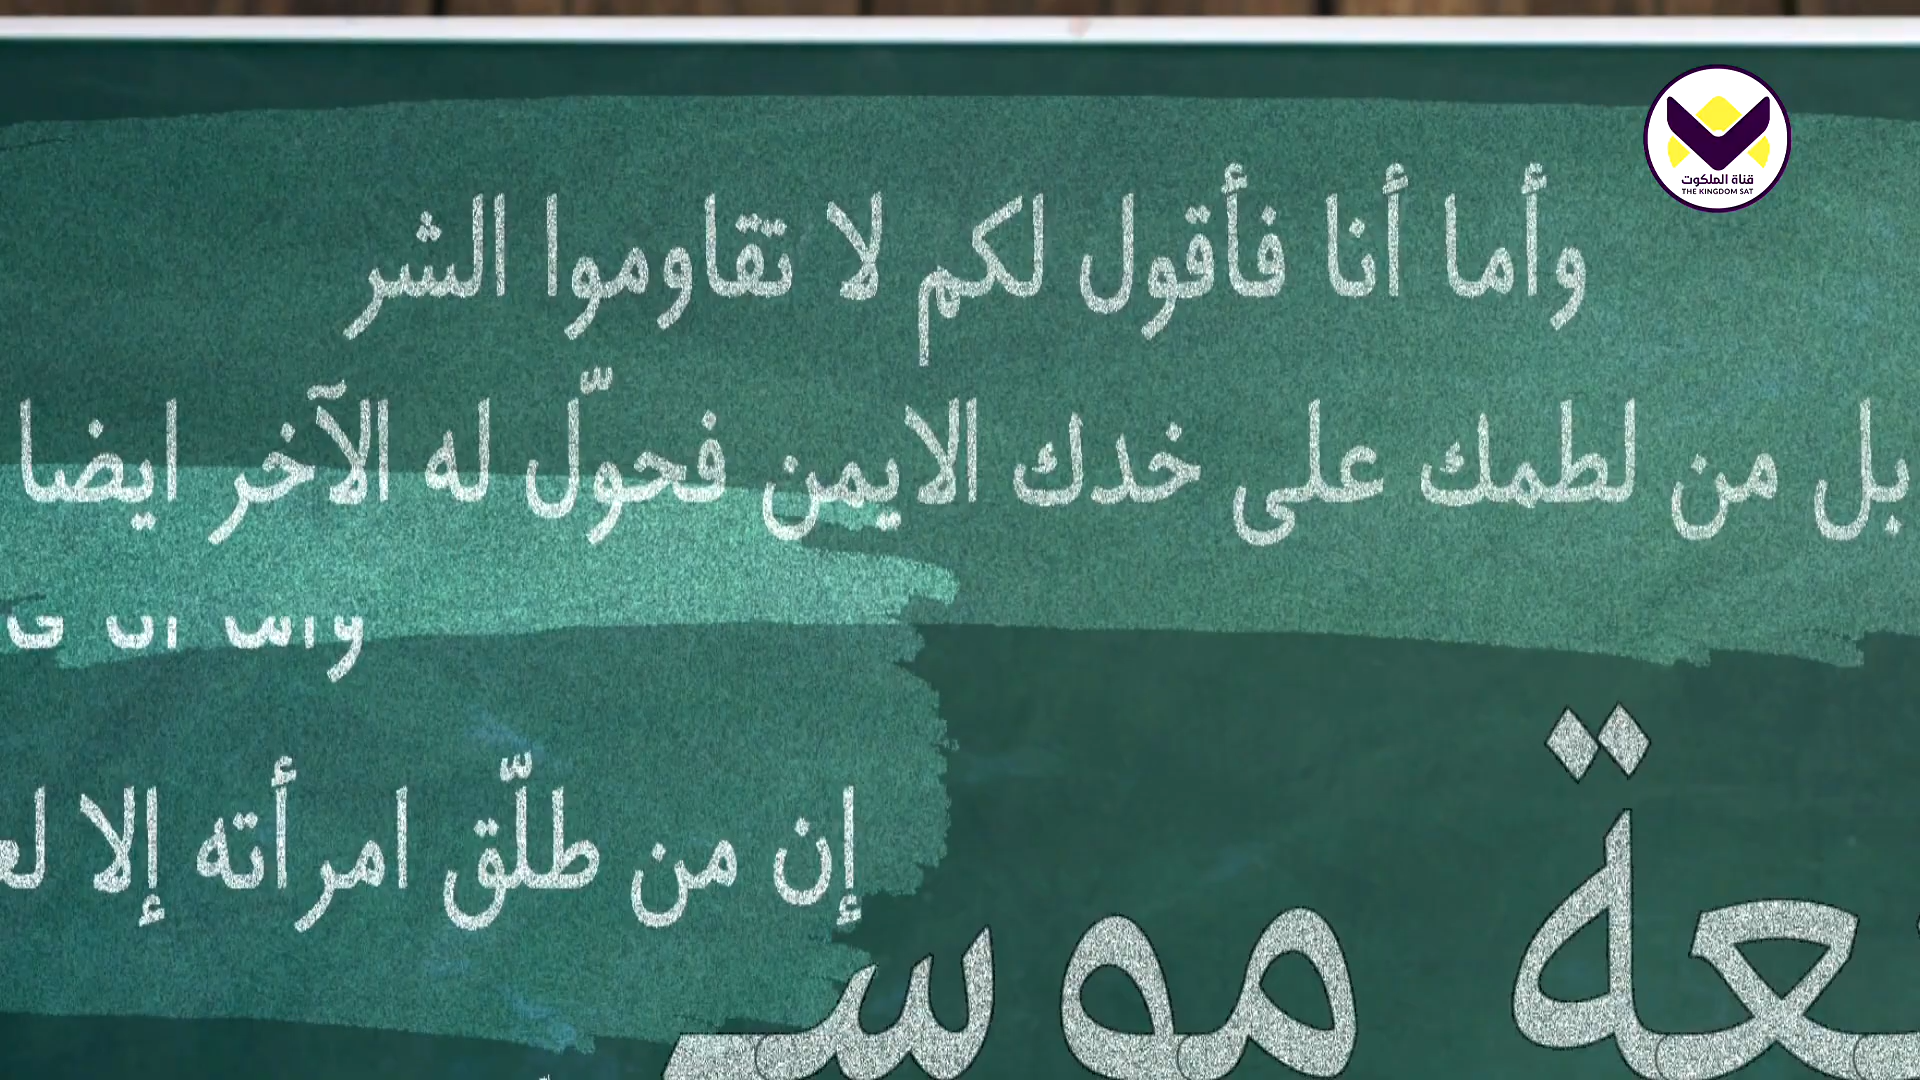 قناة الملكوت
THE KINGDOM SAT
وأما أنا فأقول لكم لا تقاوموا الشر
بل من لطمك على خدك الايمن فحوّل له الآخر ايضا
إن من طلّق امرأته إلا